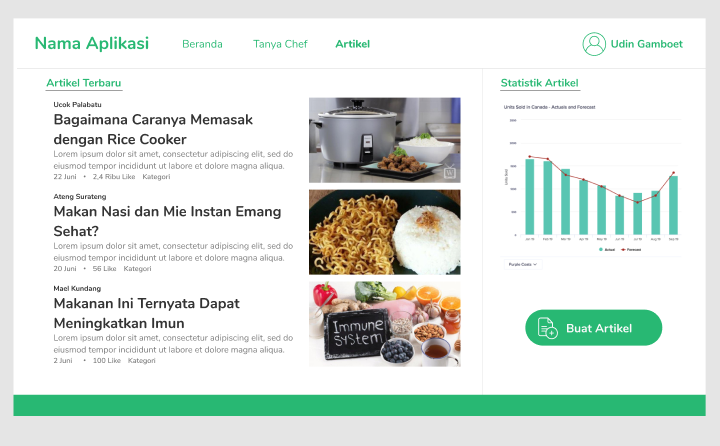 Nama Aplikasi
Beranda
Tanya Chef
Artikel
Udin Gamboet
Artikel Terbaru
Ucok Palabatu
Bagaimana Caranya Memasak
dengan Rice Cooker
Lorem ipsum dolor sit amet, consectetur adipiscing elit, sed do
eiusmod tempor incididunt ut labore et dolore magna aliqua.
22 Juni • 2,4 Ribu Like Kategori
Ateng Surateng
Makan Nasi dan Mie Instan Emang
Sehat?
Lorem ipsum dolor sit amet, consectetur adipiscing elit, sed do
eiusmod tempor incididunt ut labore et dolore magna aliqua.
20 Juni • 56 Like Kategori
Mael Kundang
Makanan Ini Ternyata Dapat
Meningkatkan Imun
Lorem ipsum dolor sit amet, consectetur adipiscing elit, sed do
eiusmod tempor incididunt ut labore et dolore magna aliqua.
2 Juni • 100 Like Kategori
Immune
System
Statistik Artikel
Units Sold in Canada - Actuals and Forecast
Units Sold
Actual
Forecast
Purple Coats
Buat Artikel